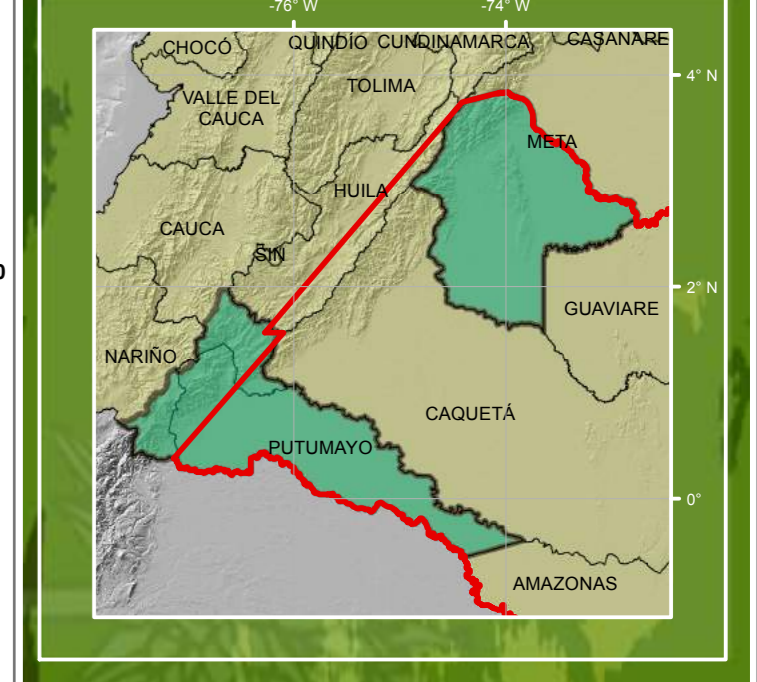 -76° W
-74° W
CHOCÓ
QUINDÍO
CUNDINAMARCA
CASANARE
4° N
TOLIMA
VALLE DEL
CAUCA
META
HUILA
CAUCA
SIN
2° N
GUAVIARE
NARIÑO
CAQUETÁ
PUTUMAYO
0°
AMAZONAS